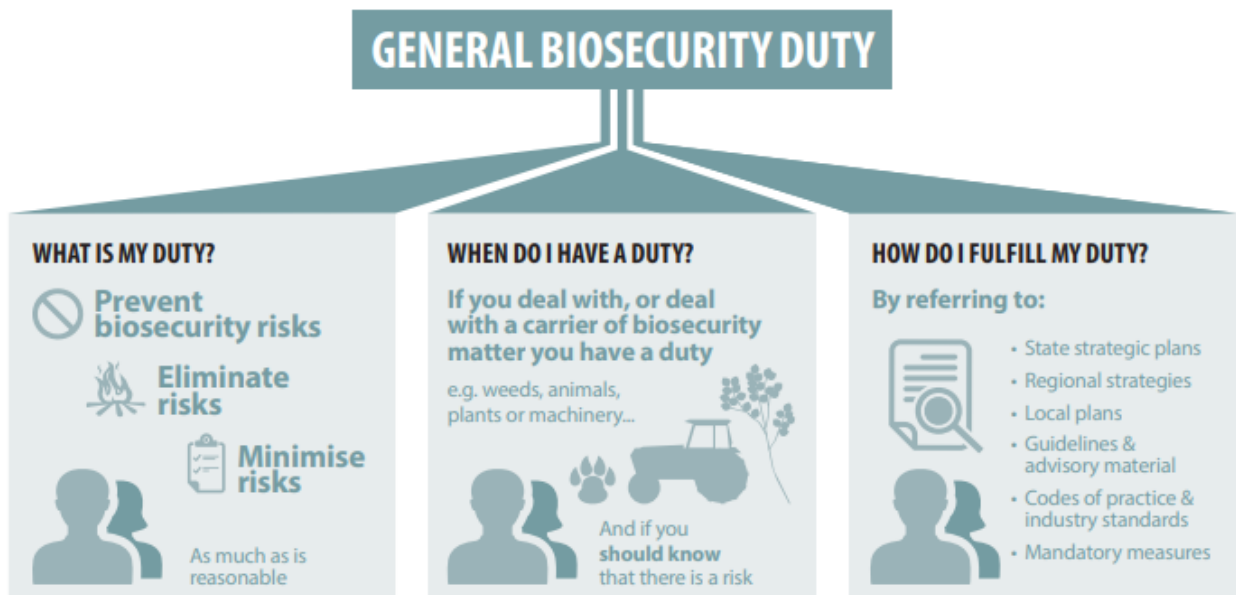 GENERAL BIOSECURITY DUTY
WHAT IS MY DUTY?
Prevent
biosecurity risks
Eliminate
risks
Minimise
risks
As much as is
reasonable
WHEN DO I HAVE A DUTY?
If you deal with, or deal
with a carrier of biosecurity
matter you have a duty
e.g. weeds, animals,
plants or machinery...
And if you
should know
that there is a risk
HOW DO I FULFILL MY DUTY?
By referring to:
• State strategic plans
• Regional strategies
• Local plans
• Guidelines &
advisory material
• Codes of practice &
industry standards
• Mandatory measures